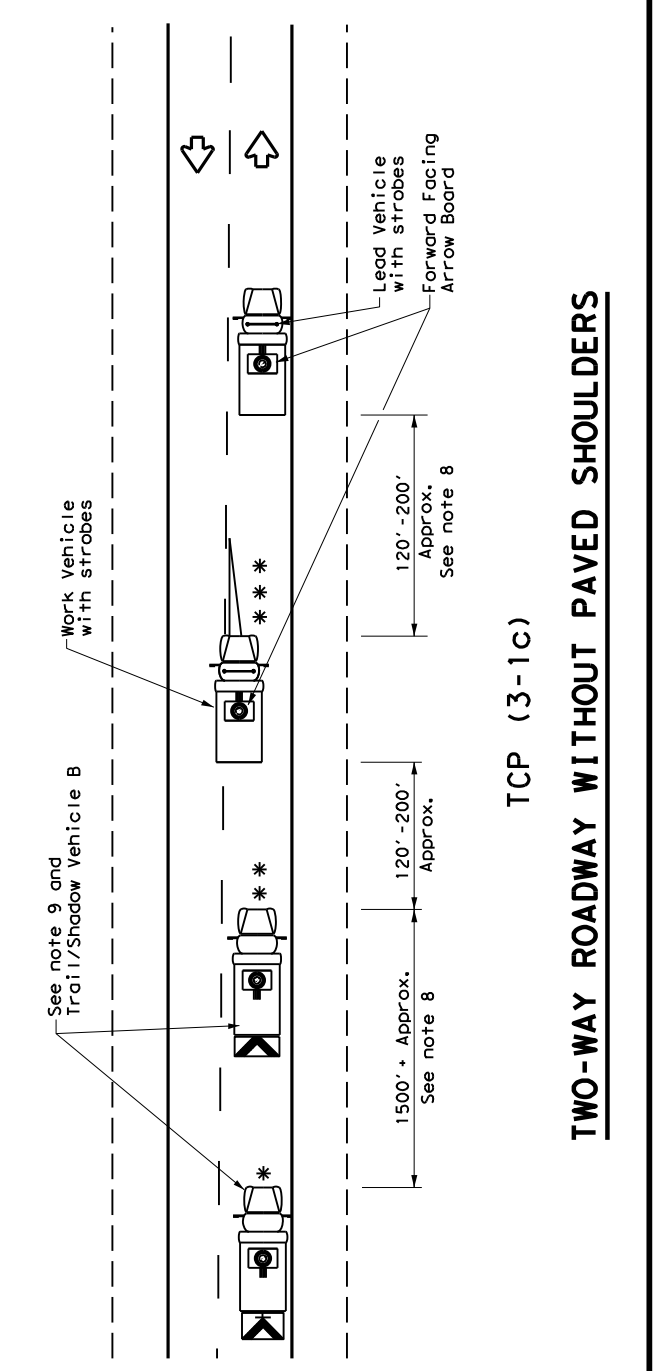 See note 9 and
Trail/Shadow Vehicle B
Work Vehicle
with strobes
Lead Vehicle
with strobes
Forward Facing
Arrow Board
*
* *
* * *
1500' + Approx.
See note 8
120'-200'
Approx.
120'-200'
Approx.
See note 8
TCP (3-1c)
TWO-WAY ROADWAY WITHOUT PAVED SHOULDERS